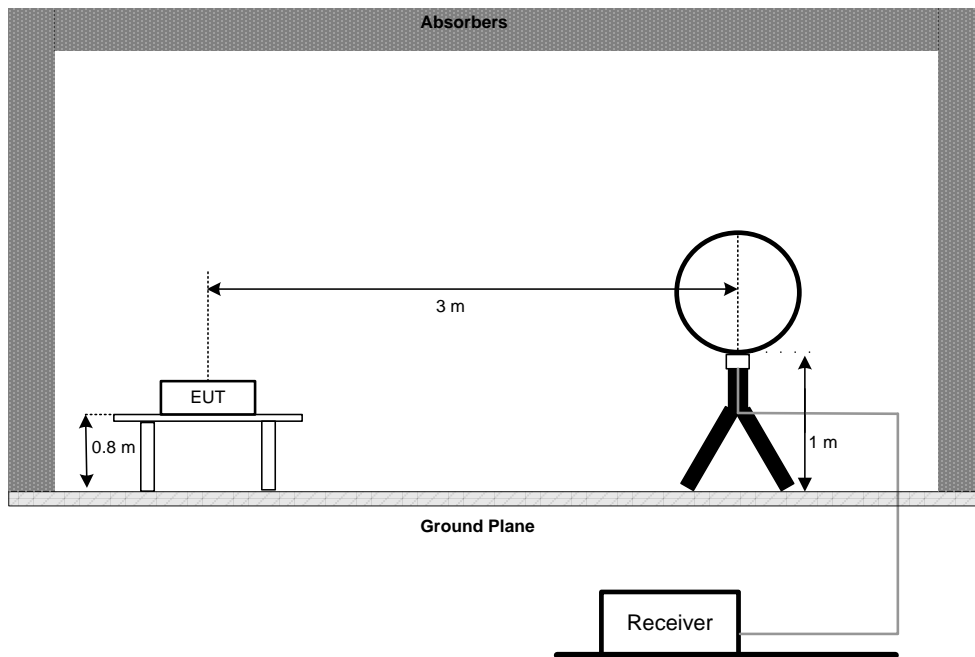 Absorbers
3 m
EUT
0.8 m
1 m
Ground Plane
Receiver